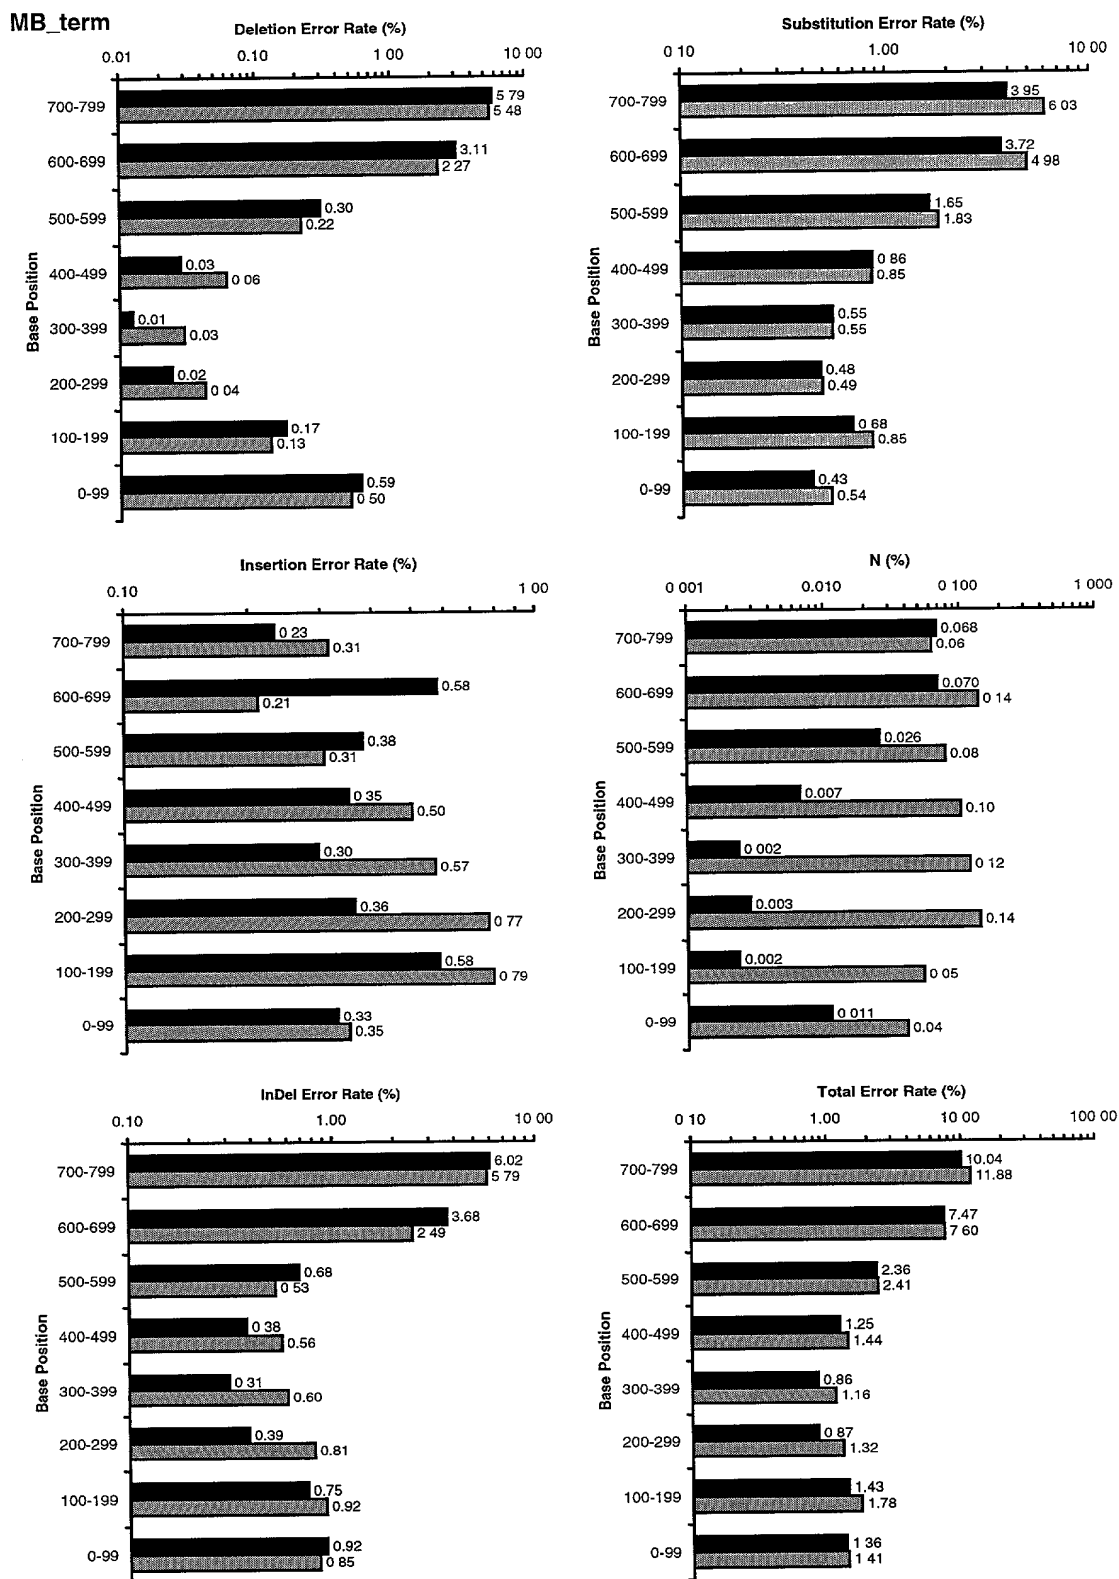 MB_term
Deletion Error Rate (%)
0.01 0.10 1 00 10 00
700-799 5 79
5 48
600-699 3.11
2 27
500-599 0.30
0.22
400-499 0.03
0 06
300-399 0.01
0.03
200-299 0.02
0 04
100-199 0.17
0.13
0-99 0.59
0 50
Base Position
Substitution Error Rate (%)
0 10 1 00 10 00
700-799 3 95
6 03
600-699 3.72
4 98
500-599 1.65
1.83
400-499 0 86
0.85
300-399 0.55
0.55
200-299 0.48
0.49
100-199 0 68
0.85
0-99 0.43
0.54
Base Position
Insertion Error Rate (%)
0.10 1 00
700-799 0 23
0.31
600-699 0.58
0.21
500-599 0.38
0.31
400-499 0 35
0.50
300-399 0.30
0.57
200-299 0.36
0 77
100-199 0.58
0 79
0-99 0.33
0.35
Base Position
N (%)
0 001 0.010 0 100 1 000
700-799 0.068
0.06
600-699 0.070
0 14
500-599 0.026
0.08
400-499 0.007
0.10
300-399 0 002
0 12
200-299 0.003
0.14
100-199 0.002
0 05
0-99 0 011
0.04
Base Position
InDel Error Rate (%)
0.10 1.00 10 00
700-799 6.02
5 79
600-699 3.68
2 49
500-599 0.68
0 53
400-499 0 38
0.56
300-399 0 31
0.60
200-299 0.39
0.81
100-199 0.75
0.92
0-99 0.92
0 85
Base Position
Total Error Rate (%)
0 10 1.00 10 00 100 00
700-799 10.04
11.88
600-699 7.47
7 60
500-599 2.36
2.41
400-499 1.25
1.44
300-399 0.86
1.16
200-299 0 87
1.32
100-199 1.43
1.78
0-99 1 36
1 41
Base Position